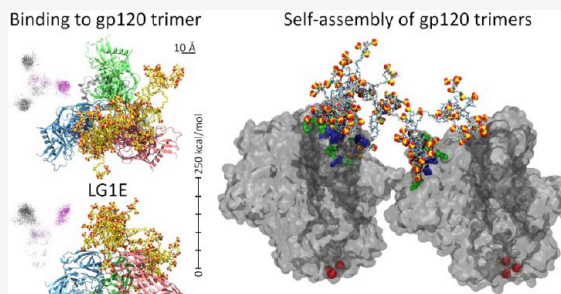 Binding to gp120 trimer
Self-assembly of gp120 trimers
10 Å
250 kcal/mol
LG1E
0